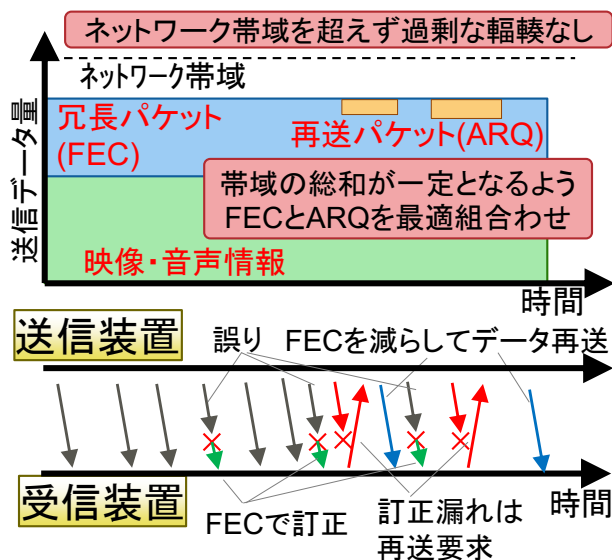 ネットワーク帯域を超えず過剰な輻輳なし
ネットワーク帯域
送信データ量
冗長パケット
(FEC)
再送パケット(ARQ)
帯域の総和が一定となるよう
FECとARQを最適組合わせ
映像・音声情報
時間
送信装置
誤り
FECを減らしてデータ再送
受信装置
時間
FECで訂正
訂正漏れは
再送要求